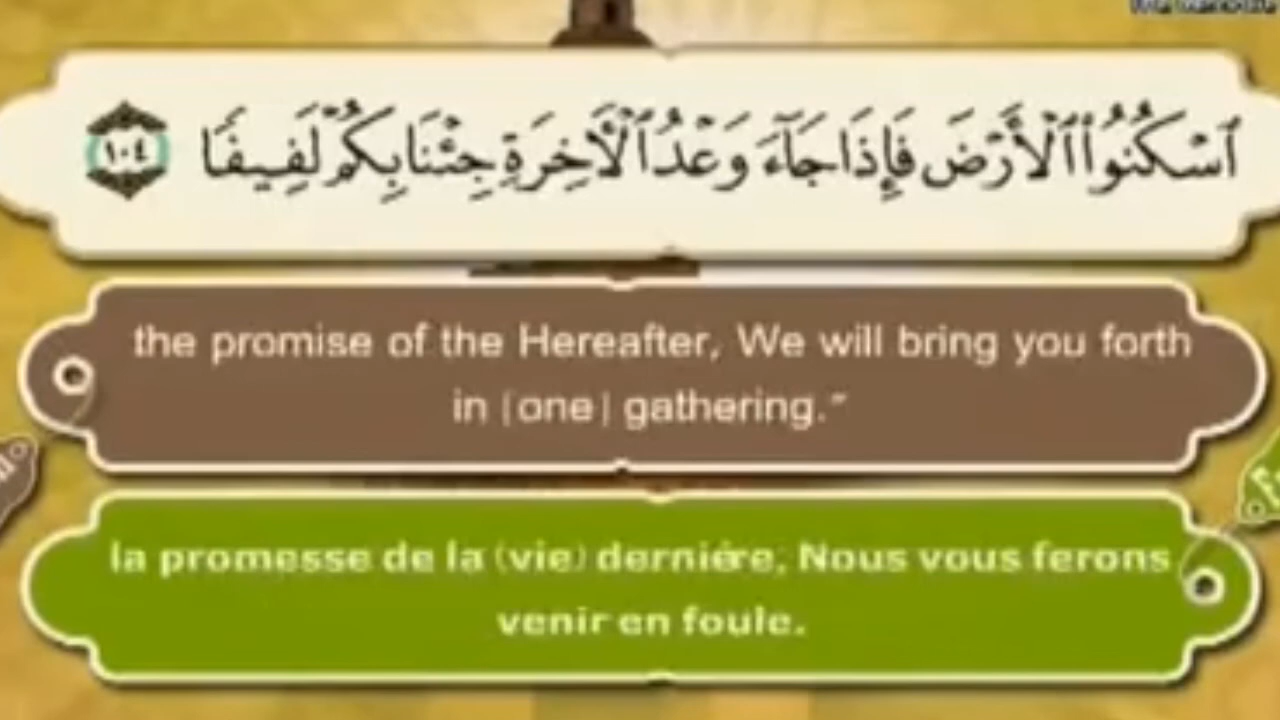 ٱسْكُنُوا۟ ٱلْأَرْضَ فَإِذَا جَآءَ وَعْدُ ٱلْأَخِرَةِ جِئْنَا بِكُمْ لَفِيفًا ١٠٤
the promise of the Hereafter, We will bring you forth
in [one] gathering."
la promesse de la (vie) dernière, Nous vous ferons
venir en foule.